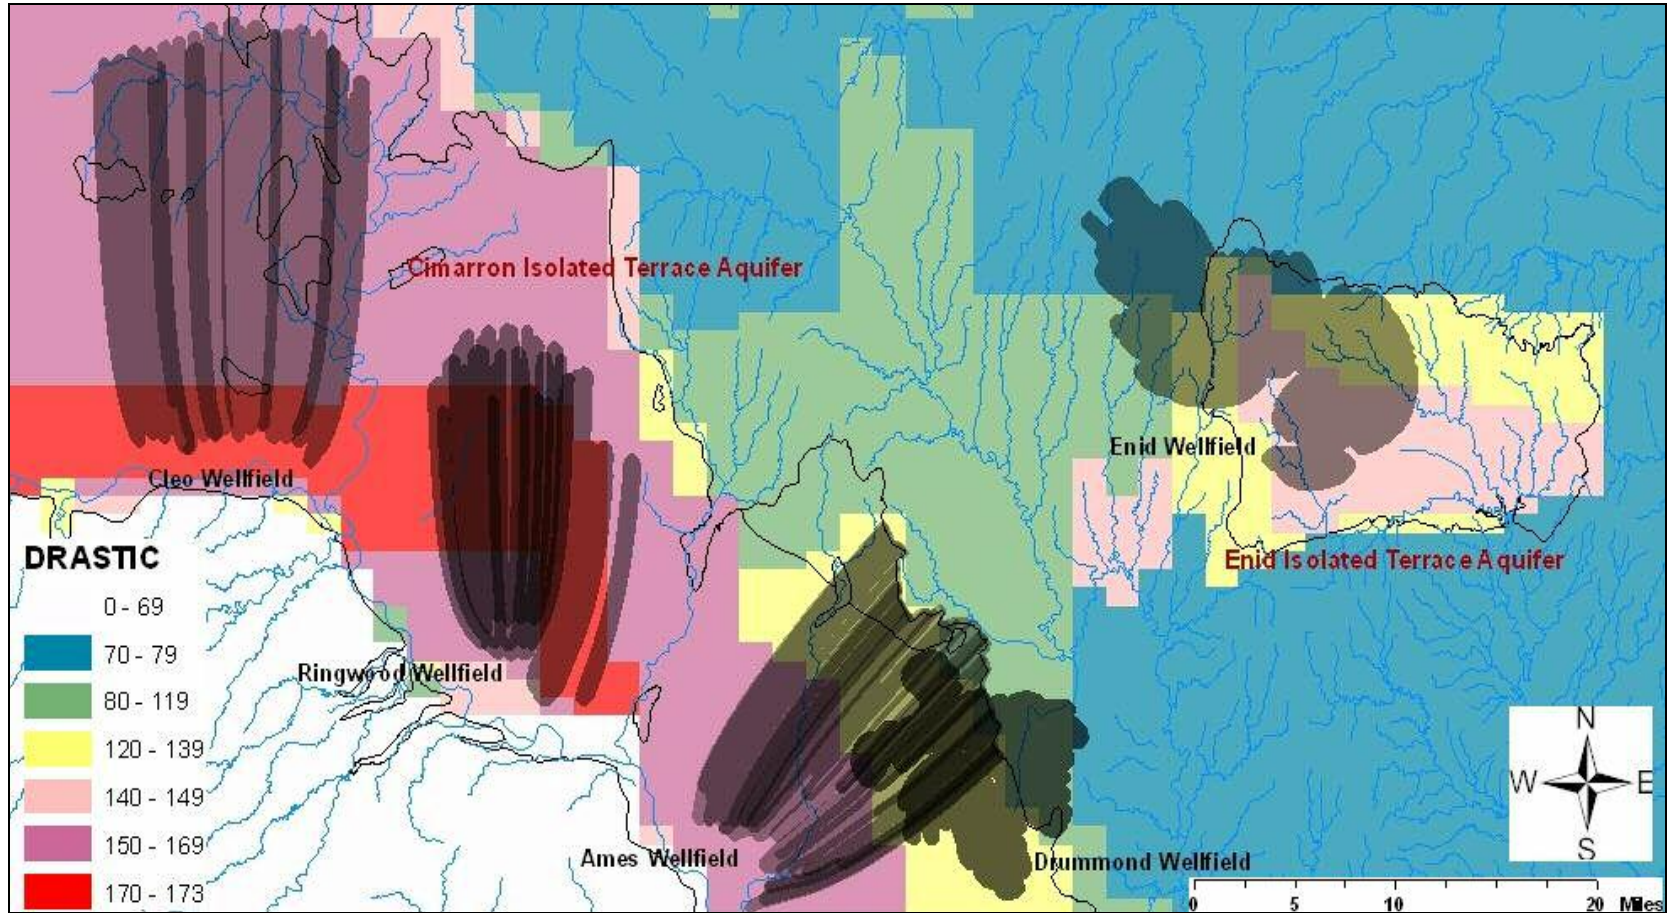 Cimarron Isolated Terrace Aquifer
Enid Wellfield
Cleo Wellfield
Enid Isolated Terrace Aquifer
DRASTIC
0 - 69
70 - 79
80 - 119
120 - 139
140 - 149
150 - 169
170 - 173
Ringwood Wellfield
Ames Wellfield
Drummond Wellfield
N
W E
S
0 5 10 20 Miles